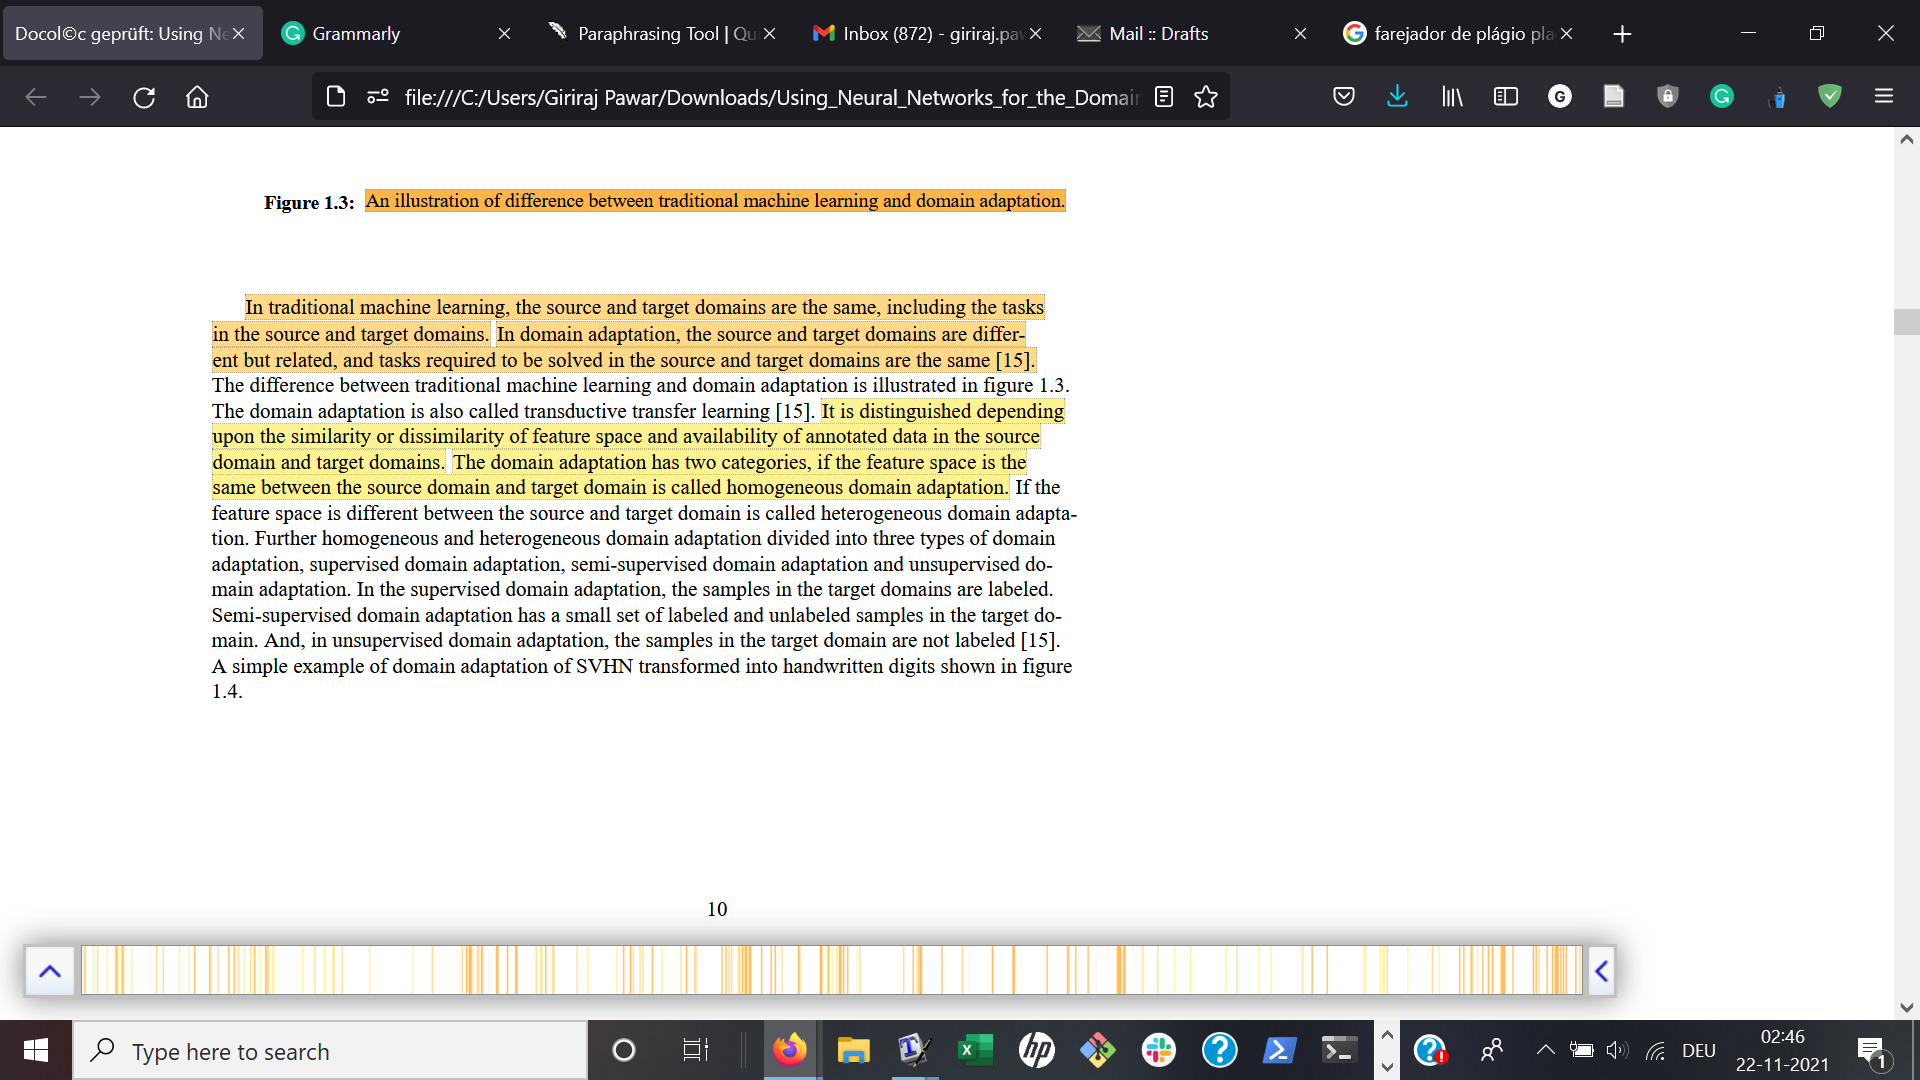 Docol©c geprüft: Using Ne
Grammarly
Paraphrasing Tool | Qu
Inbox (872) - giriraj.paw
Mail :: Drafts
farejador de plágio pla
file:///C:/Users/Giriraj Pawar/Downloads/Using_Neural_Networks_for_the_Domain
Figure 1.3: An illustration of difference between traditional machine learning and domain adaptation.
In traditional machine learning, the source and target domains are the same, including the tasks
in the source and target domains. In domain adaptation, the source and target domains are differ-
ent but related, and tasks required to be solved in the source and target domains are the same [15].
The difference between traditional machine learning and domain adaptation is illustrated in figure 1.3.
The domain adaptation is also called transductive transfer learning [15]. It is distinguished depending
upon the similarity or dissimilarity of feature space and availability of annotated data in the source
domain and target domains. The domain adaptation has two categories, if the feature space is the
same between the source domain and target domain is called homogeneous domain adaptation. If the
feature space is different between the source and target domain is called heterogeneous domain adapta-
tion. Further homogeneous and heterogeneous domain adaptation divided into three types of domain
adaptation, supervised domain adaptation, semi-supervised domain adaptation and unsupervised do-
main adaptation. In the supervised domain adaptation, the samples in the target domains are labeled.
Semi-supervised domain adaptation has a small set of labeled and unlabeled samples in the target do-
main. And, in unsupervised domain adaptation, the samples in the target domain are not labeled [15].
A simple example of domain adaptation of SVHN transformed into handwritten digits shown in figure
1.4.
10
Type here to search
DEU
02:46
22-11-2021
1